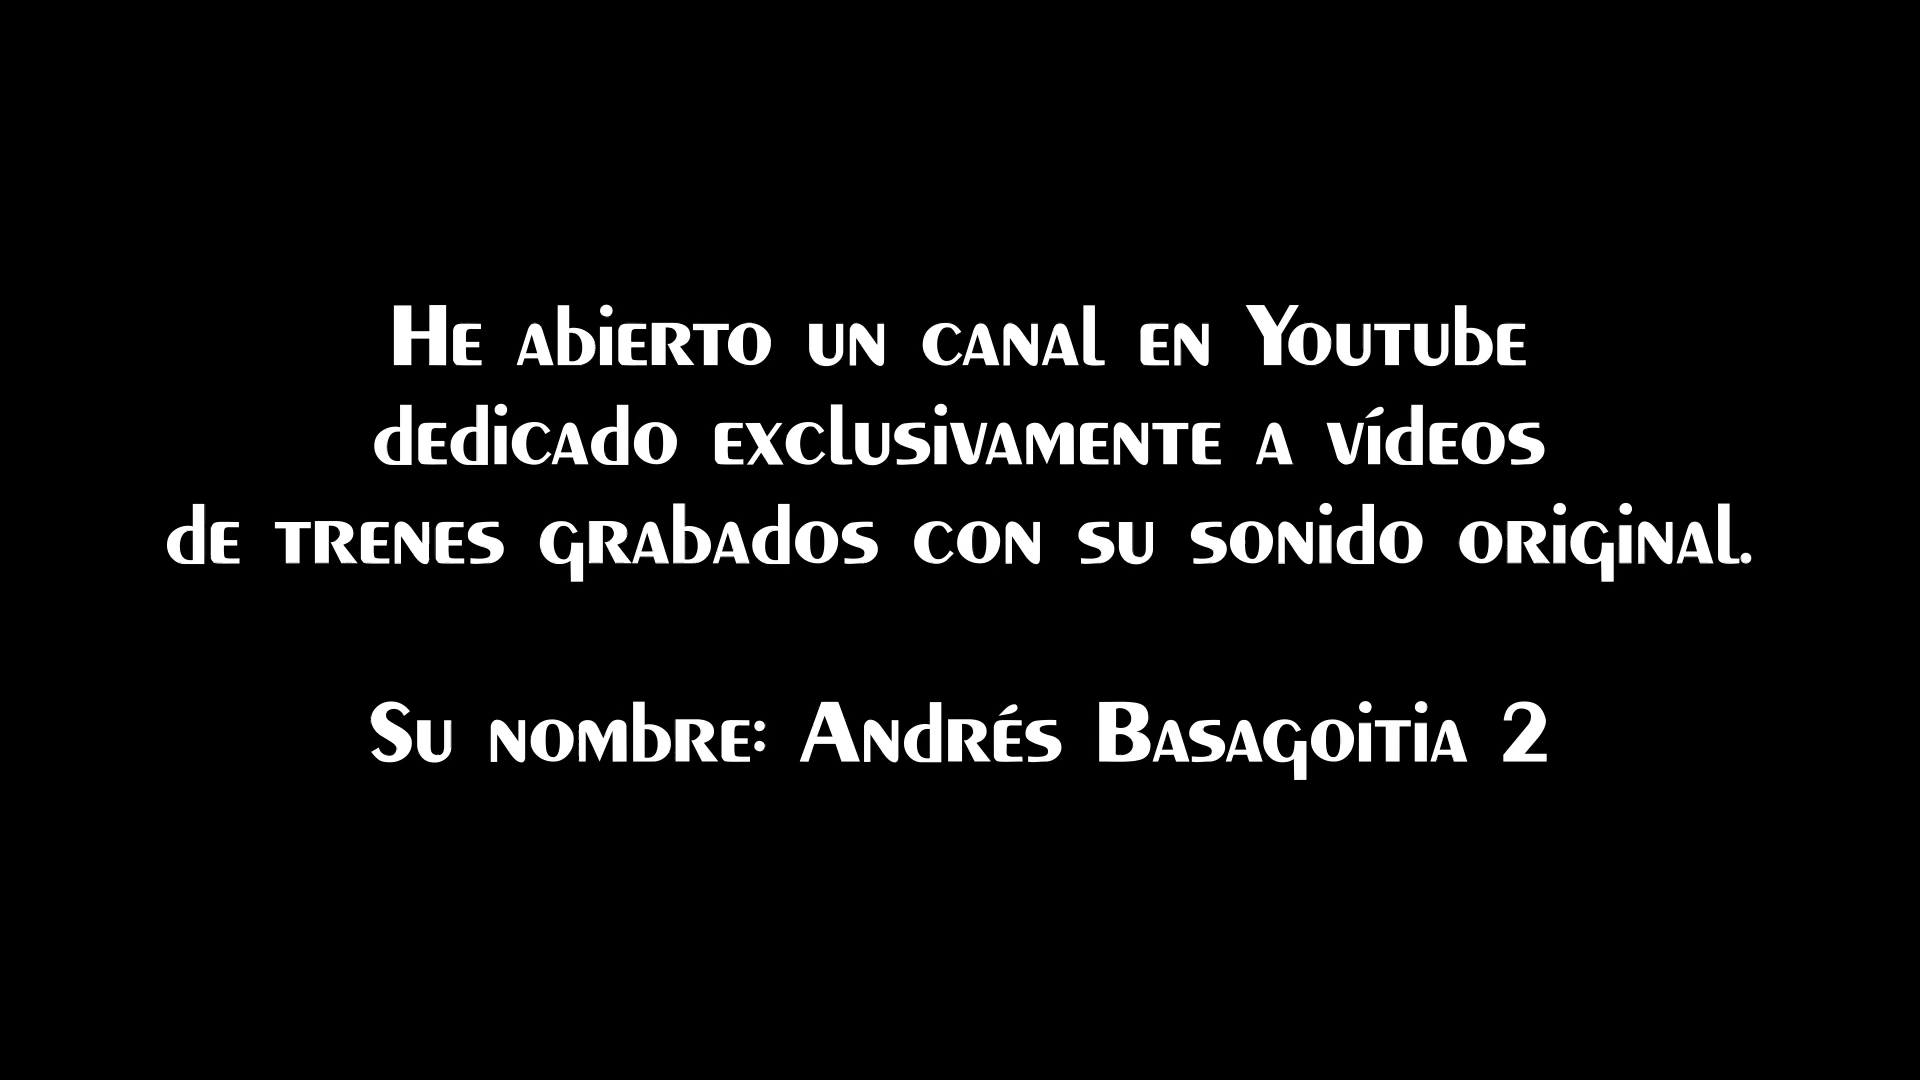 He abierto un canal en Youtube
dedicado exclusivamente a vídeos
de trenes grabados con su sonido original.
Su nombre: Andrés Basagoitia 2